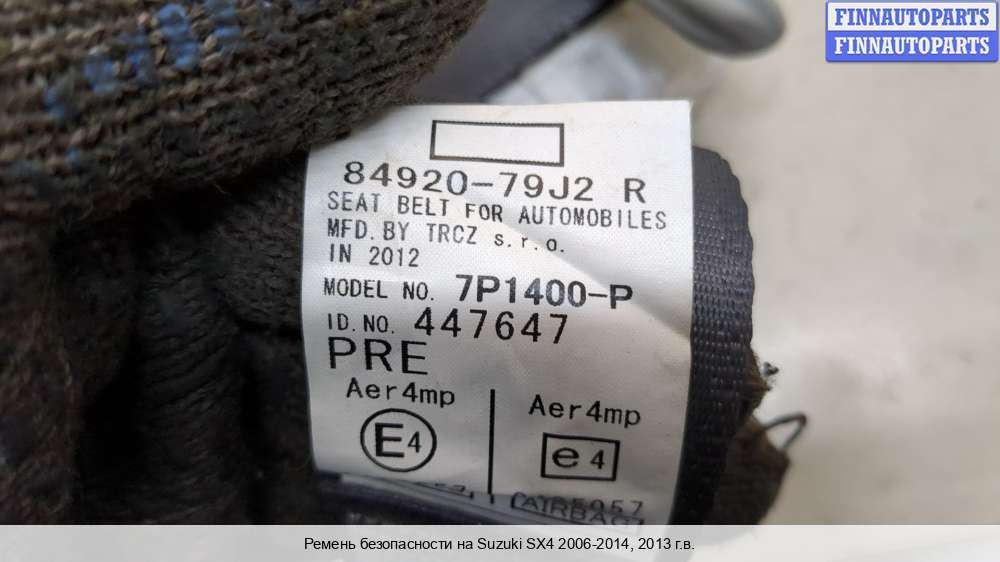 FINNAUTOPARTS
FINNAUTOPARTS
84920-79J2 R
SEAT BELT FOR AUTOMOBILES
MFD. BY TRCZ s.r.o.
IN 2012
MODEL NO. 7P1400-P
ID. NO. 447647
PRE
Aer4mp Aer4mp
E4 e4
AIRBAG
Ремень безопасности на Suzuki SX4 2006-2014, 2013 г.в.